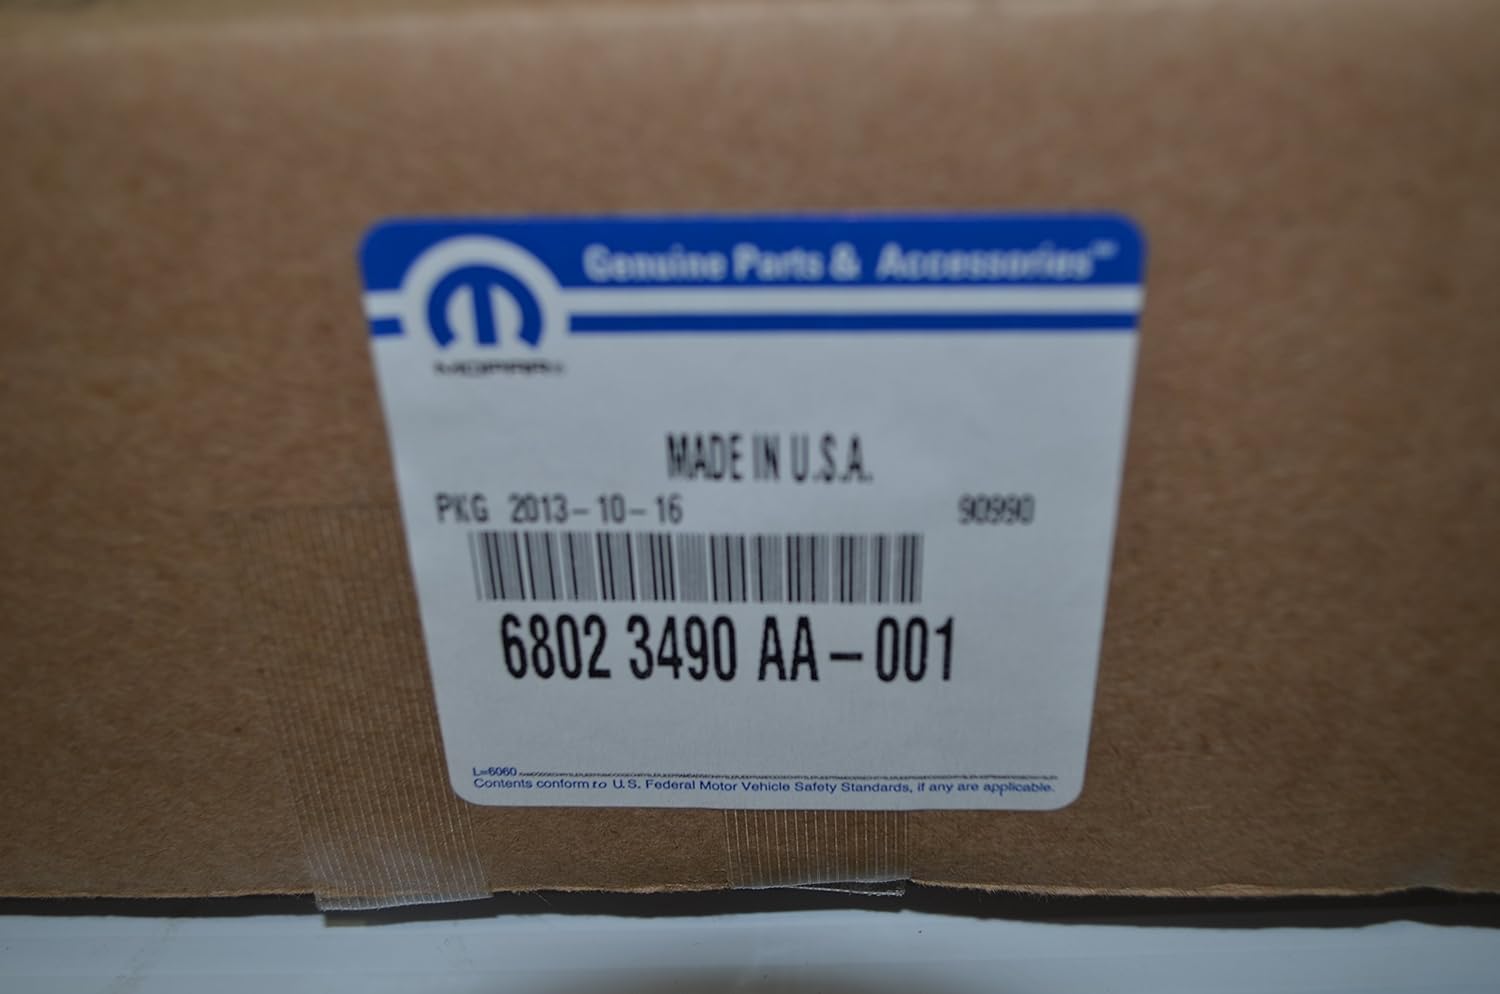 Genuine Parts & Accessories™
MOPAR®
MADE IN U.S.A.
PKG 2013-10-16 90990
6802 3490 AA-001
L=6060
Contents conform to U.S. Federal Motor Vehicle Safety Standards, if any are applicable.